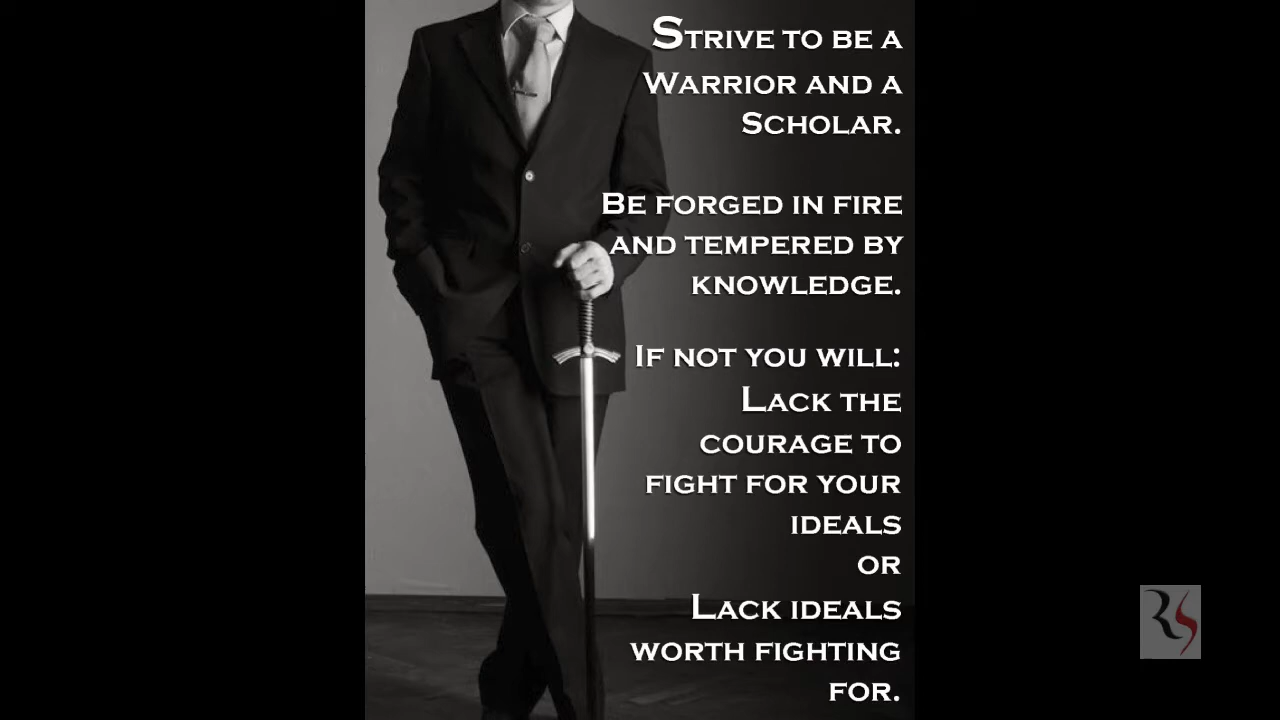 Strive to be a
Warrior and a
Scholar.
Be forged in fire
and tempered by
knowledge.
If not you will:
Lack the
courage to
fight for your
ideals
or
Lack ideals
worth fighting
for.
RS